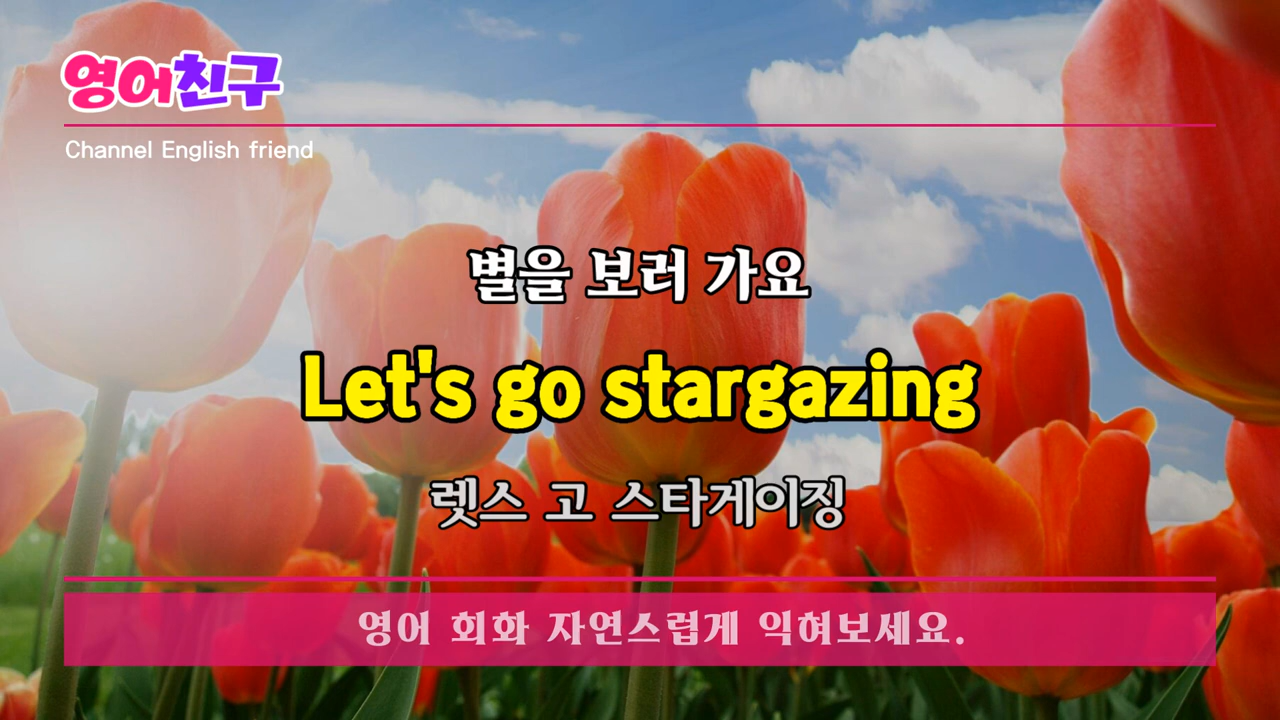 영어친구
Channel English friend
별을 보러 가요
Let's go stargazing
렛스 고 스타게이징
영어 회화 자연스럽게 익혀보세요.